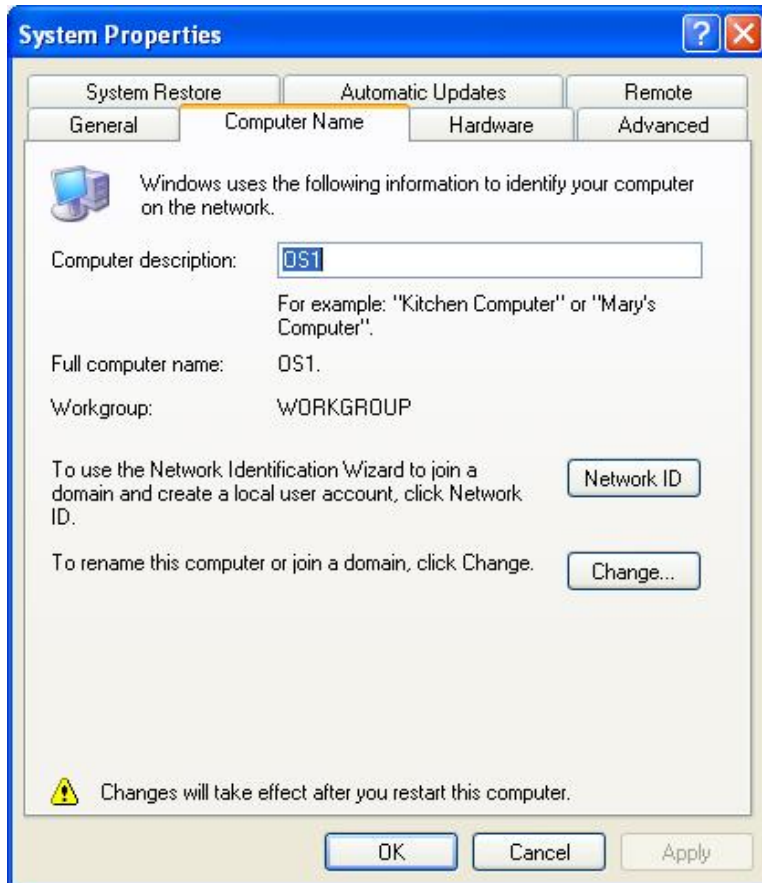 System Properties
System Restore
Automatic Updates
Remote
General
Computer Name
Hardware
Advanced
Windows uses the following information to identify your computer
on the network.
Computer description:
OS1
For example: "Kitchen Computer" or "Mary's
Computer".
Full computer name:
OS1.
Workgroup:
WORKGROUP
To use the Network Identification Wizard to join a
domain and create a local user account, click Network
ID.
Network ID
To rename this computer or join a domain, click Change.
Change...
Changes will take effect after you restart this computer.
OK
Cancel
Apply